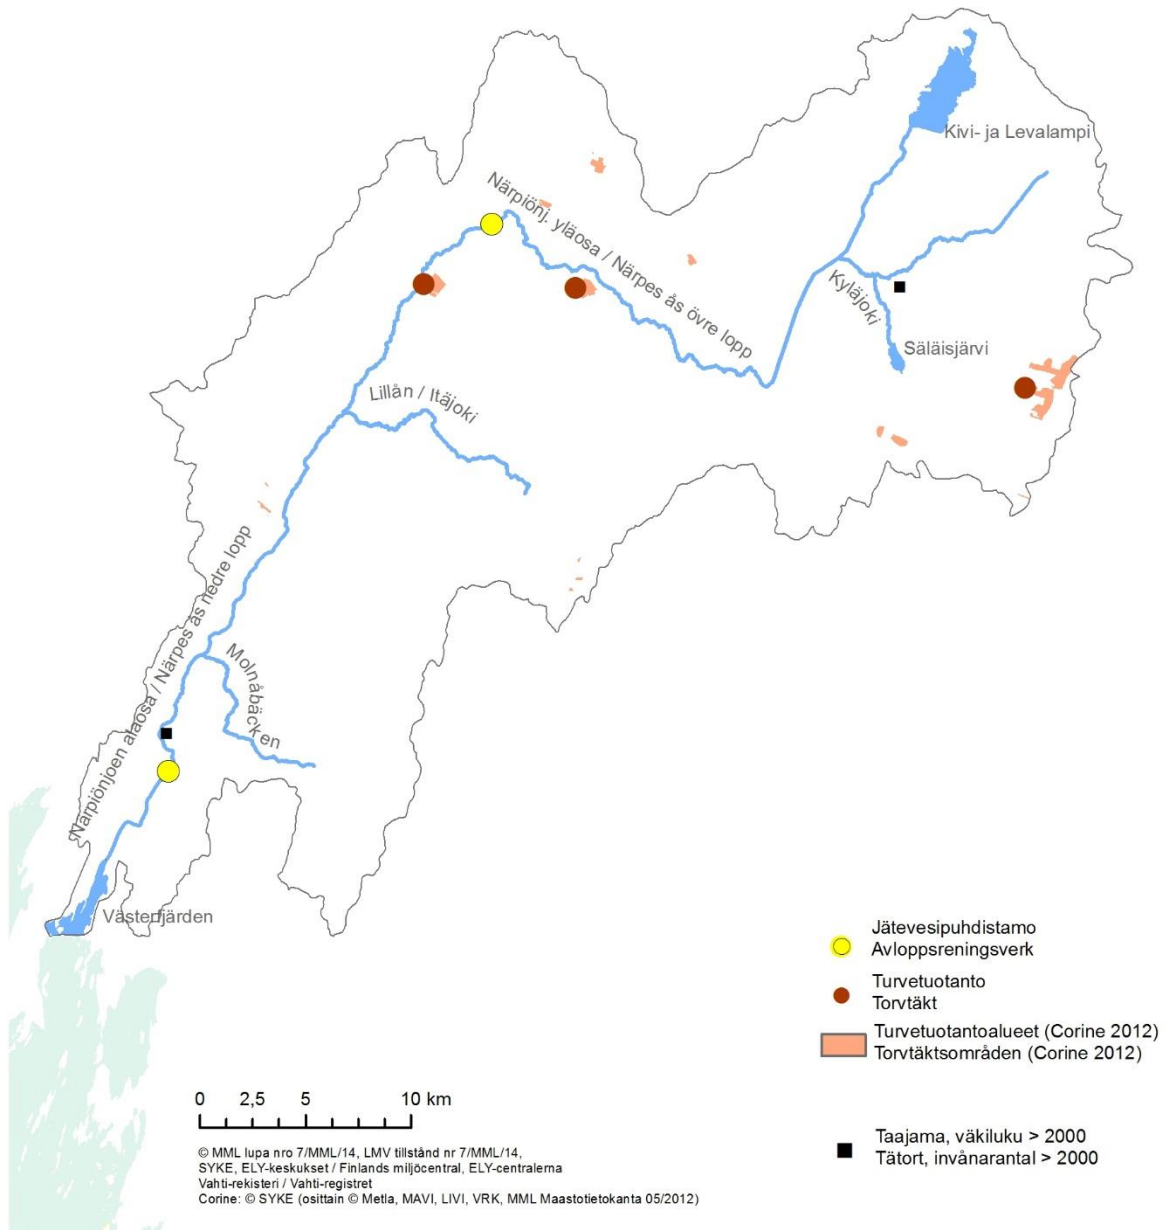 Kivi- ja Levalampi
Närpiönj. yläosa / Närpes ås övre lopp
Kyläjoki
Säläisjärvi
Lillån / Itäjoki
Närpiönjoen alaosa / Närpes ås nedre lopp
Molnåbäcken
Västerfjärden
Jätevesipuhdistamo
Avloppsreningsverk
Turvetuotanto
Torvtäkt
Turvetuotantoalueet (Corine 2012)
Torvtäktsområden (Corine 2012)
0 2,5 5 10 km
Taajama, väkiluku > 2000
Tätort, invånarantal > 2000
© MML lupa nro 7/MML/14, LMV tillstånd nr 7/MML/14,
SYKE, ELY-keskukset / Finlands miljöcentral, ELY-centralerna
Vahti-rekisteri / Vahti-registret
Corine: © SYKE (osittain © Metla, MAVI, LIVI, VRK, MML Maastotietokanta 05/2012)